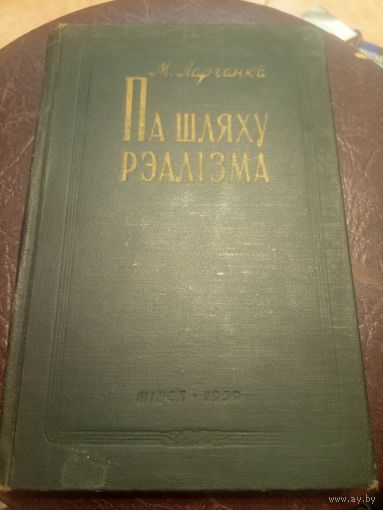 М. Ларчанка
Па шляху
рэалізма
Мінск · 1959
www.ay.by